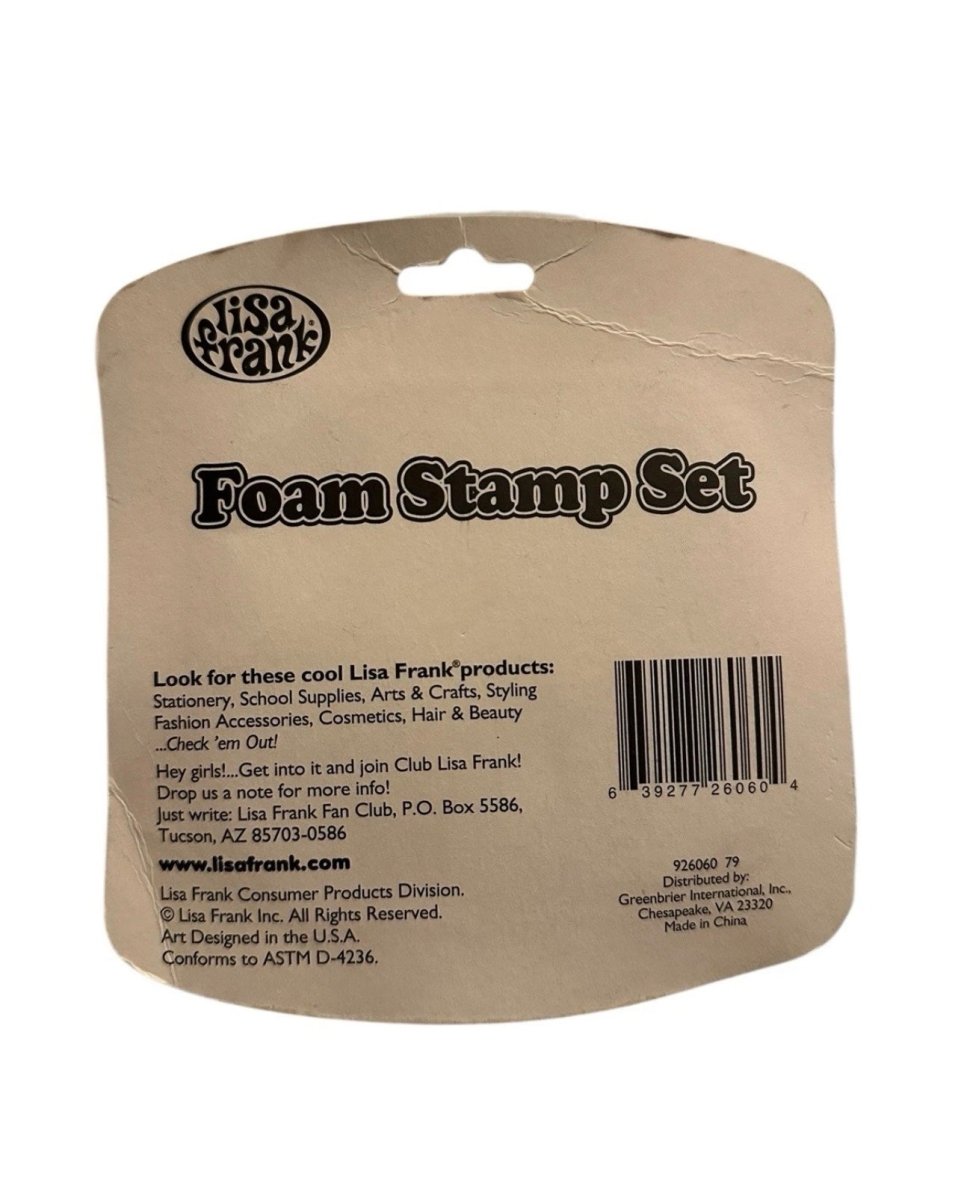 lisa
frank®
Foam Stamp Set
Look for these cool Lisa Frank® products:
Stationery, School Supplies, Arts & Crafts, Styling
Fashion Accessories, Cosmetics, Hair & Beauty
...Check 'em Out!
Hey girls!...Get into it and join Club Lisa Frank!
Drop us a note for more info!
Just write: Lisa Frank Fan Club, P.O. Box 5586,
Tucson, AZ 85703-0586
www.lisafrank.com
Lisa Frank Consumer Products Division.
© Lisa Frank Inc. All Rights Reserved.
Art Designed in the U.S.A.
Conforms to ASTM D-4236.
6 39277 26060 4
926060 79
Distributed by:
Greenbrier International, Inc.,
Chesapeake, VA 23320
Made in China